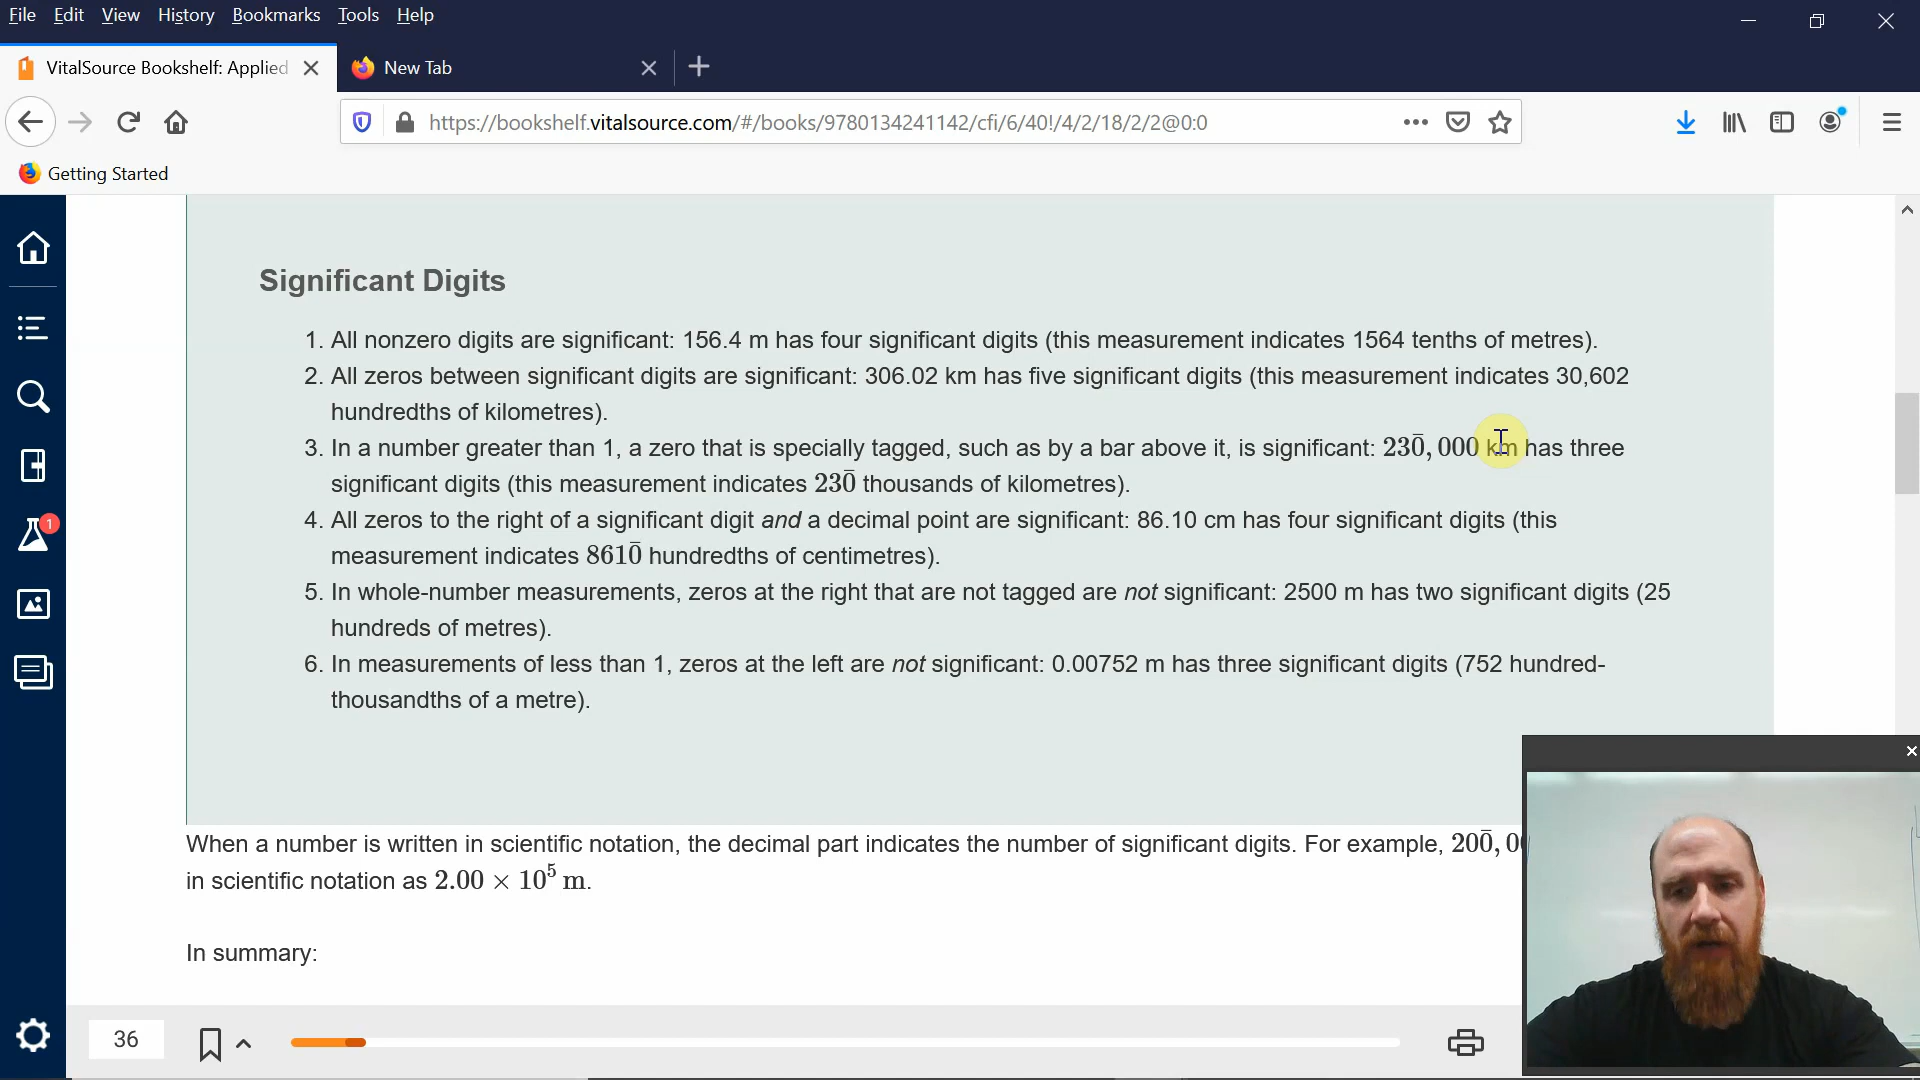 File Edit View History Bookmarks Tools Help
VitalSource Bookshelf: Applied
New Tab
https://bookshelf.vitalsource.com/#/books/9780134241142/cfi/6/40!/4/2/18/2/2@0:0
Getting Started
Significant Digits
1. All nonzero digits are significant: 156.4 m has four significant digits (this measurement indicates 1564 tenths of metres).
2. All zeros between significant digits are significant: 306.02 km has five significant digits (this measurement indicates 30,602
hundredths of kilometres).
3. In a number greater than 1, a zero that is specially tagged, such as by a bar above it, is significant: 230̄,000 km has three
significant digits (this measurement indicates 230̄ thousands of kilometres).
4. All zeros to the right of a significant digit and a decimal point are significant: 86.10 cm has four significant digits (this
measurement indicates 8610̄ hundredths of centimetres).
5. In whole-number measurements, zeros at the right that are not tagged are not significant: 2500 m has two significant digits (25
hundreds of metres).
6. In measurements of less than 1, zeros at the left are not significant: 0.00752 m has three significant digits (752 hundred-
thousandths of a metre).
1
When a number is written in scientific notation, the decimal part indicates the number of significant digits. For example, 200̄,0
in scientific notation as 2.00 × 10⁵ m.
In summary:
36